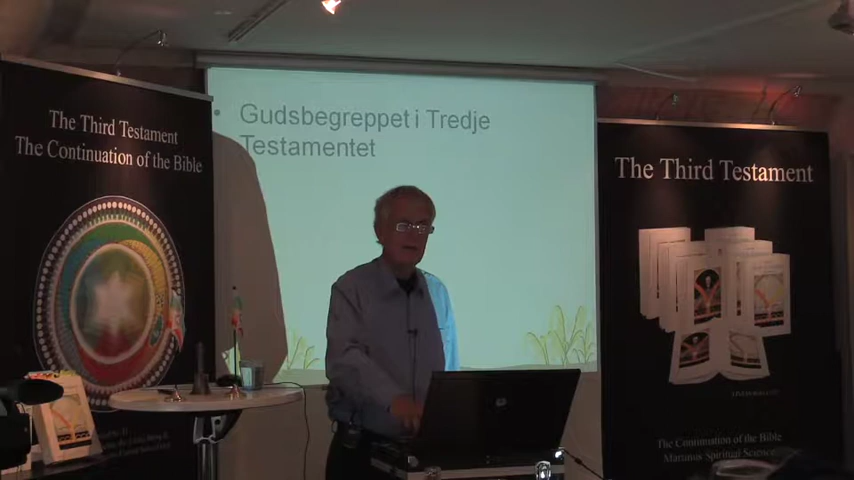 Gudsbegreppet i Tredje
Testamentet
The Third Testament
The Continuation of the Bible
The Third Testament
The Continuation of the Bible
Martinus Spiritual Science